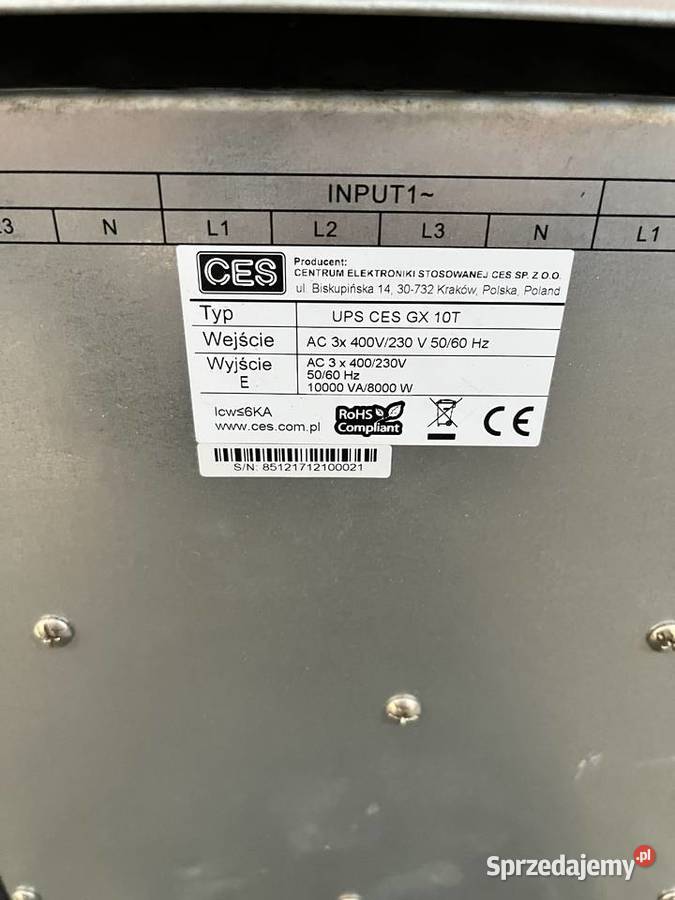 INPUT1~
L3 N L1 L2 L3 N L1
CES
Producent:
CENTRUM ELEKTRONIKI STOSOWANEJ CES SP. Z O.O.
ul. Biskupińska 14, 30-732 Kraków, Polska, Poland
Typ UPS CES GX 10T
Wejście AC 3x 400V/230 V 50/60 Hz
Wyjście AC 3 x 400/230V
E 50/60 Hz
10000 VA/8000 W
Icw≤6KA
www.ces.com.pl
RoHS
Compliant
CE
S/N: 85121712100021
Sprzedajemy.pl